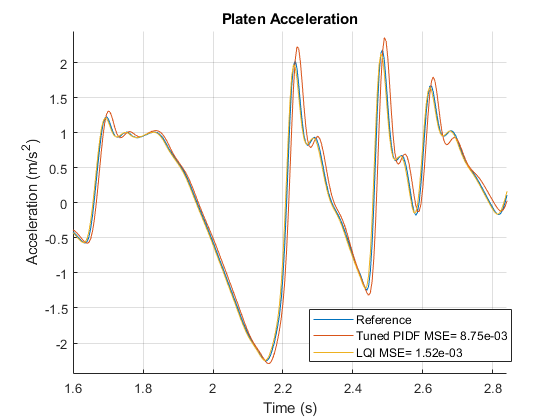 Platen Acceleration
Acceleration (m/s²)
2
1.5
1
0.5
0
-0.5
-1
-1.5
-2
Reference
Tuned PIDF MSE= 8.75e-03
LQI MSE= 1.52e-03
1.6 1.8 2 2.2 2.4 2.6 2.8
Time (s)